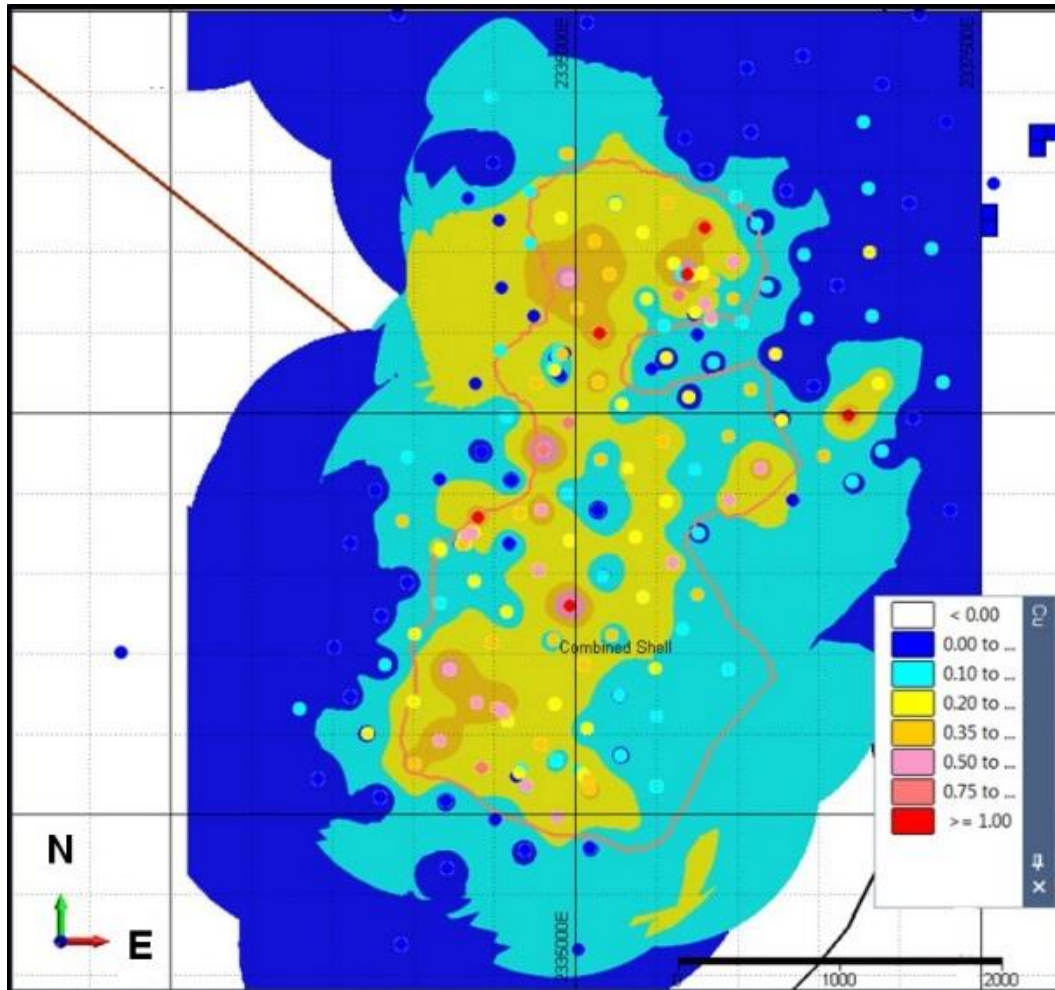 2335000E
2337500E
Combined Shell
Cu
< 0.00
0.00 to ...
0.10 to ...
0.20 to ...
0.35 to ...
0.50 to ...
0.75 to ...
>= 1.00
N
E
2335000E
0 1000 2000